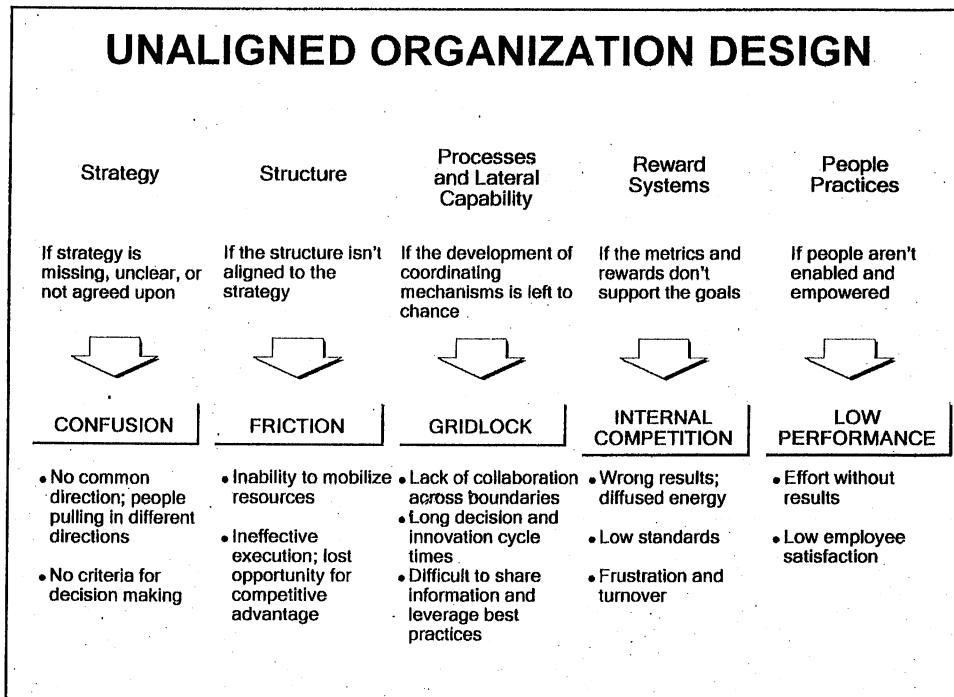 UNALIGNED ORGANIZATION DESIGN
Strategy
If strategy is
missing, unclear, or
not agreed upon
CONFUSION
• No common
direction; people
pulling in different
directions
• No criteria for
decision making
Structure
If the structure isn't
aligned to the
strategy
FRICTION
• Inability to mobilize
resources
• Ineffective
execution; lost
opportunity for
competitive
advantage
Processes
and Lateral
Capability
If the development of
coordinating
mechanisms is left to
chance
GRIDLOCK
• Lack of collaboration
across boundaries
• Long decision and
innovation cycle
times
• Difficult to share
information and
leverage best
practices
Reward
Systems
If the metrics and
rewards don't
support the goals
INTERNAL
COMPETITION
• Wrong results;
diffused energy
• Low standards
• Frustration and
turnover
People
Practices
If people aren't
enabled and
empowered
LOW
PERFORMANCE
• Effort without
results
• Low employee
satisfaction